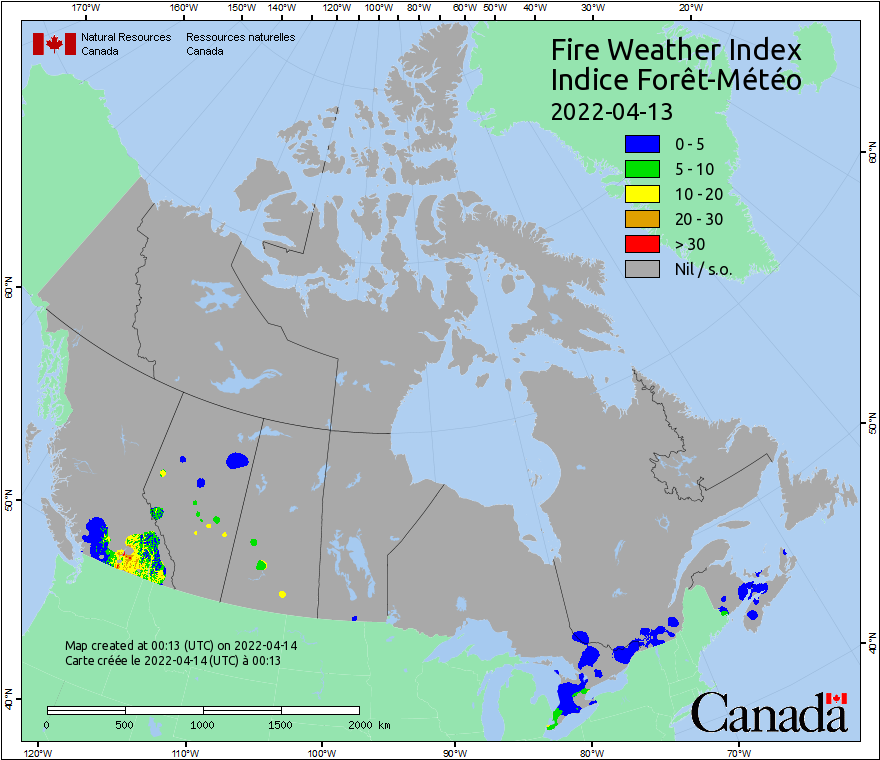 170°W 160°W 150°W 140°W 130°W 120°W 110°W 100°W 90°W 80°W 60°W 50°W 40°W 30°W 20°W
Natural Resources Ressources naturelles
Canada Canada
Fire Weather Index
Indice Forêt-Météo
2022-04-13
0 - 5
5 - 10
10 - 20
20 - 30
> 30
Nil / s.o.
60°N
50°N
40°N
60°N
50°N
40°N
Map created at 00:13 (UTC) on 2022-04-14
Carte créée le 2022-04-14 (UTC) à 00:13
0 500 1000 1500 2000 km
Canada
120°W 110°W 100°W 90°W 80°W 70°W